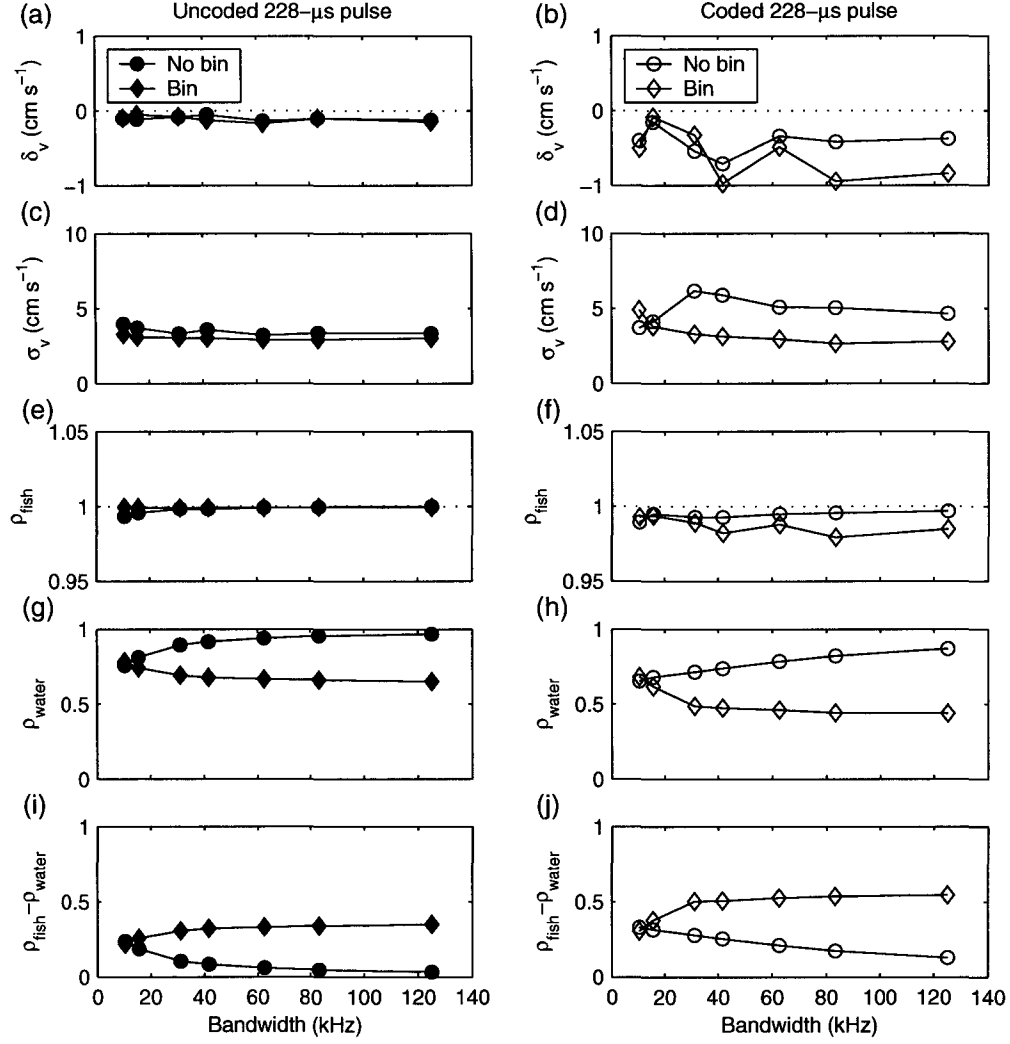 (a) Uncoded 228−μs pulse
1
0
−1
δv (cm s−1)
No bin
Bin
(b) Coded 228−μs pulse
1
0
−1
δv (cm s−1)
No bin
Bin
(c)
10
5
0
σv (cm s−1)
(d)
10
5
0
σv (cm s−1)
(e)
1.05
1
0.95
ρfish
(f)
1.05
1
0.95
ρfish
(g)
1
0.5
0
ρwater
(h)
1
0.5
0
ρwater
(i)
1
0.5
0
ρfish−ρwater
0 20 40 60 80 100 120 140
Bandwidth (kHz)
(j)
1
0.5
0
ρfish−ρwater
0 20 40 60 80 100 120 140
Bandwidth (kHz)